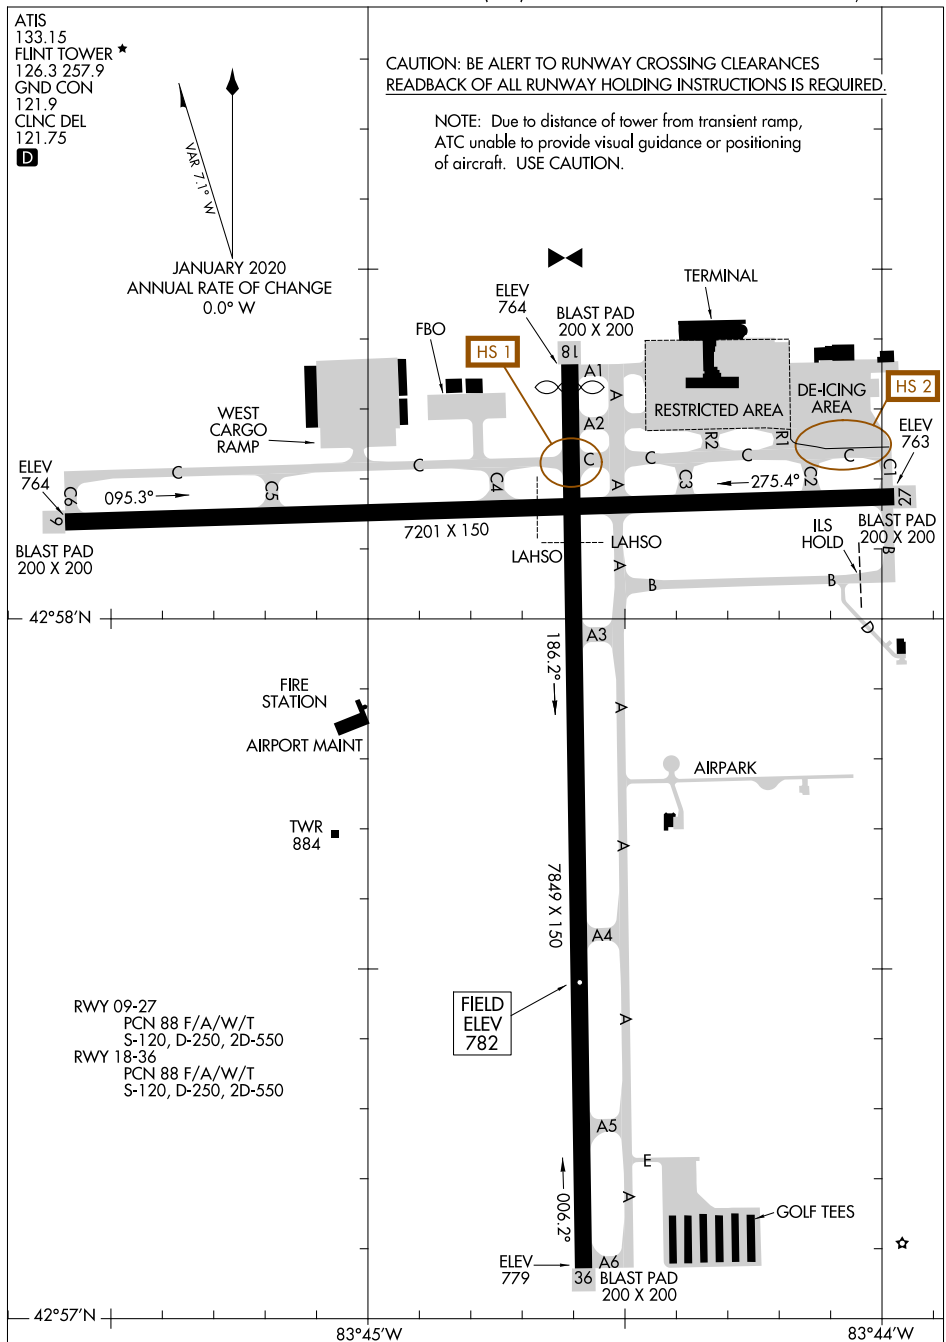 ATIS
133.15
FLINT TOWER
126.3 257.9
GND CON
121.9
CLNC DEL
121.75
D
CAUTION: BE ALERT TO RUNWAY CROSSING CLEARANCES
READBACK OF ALL RUNWAY HOLDING INSTRUCTIONS IS REQUIRED.
NOTE: Due to distance of tower from transient ramp,
ATC unable to provide visual guidance or positioning
of aircraft. USE CAUTION.
VAR 7.1° W
JANUARY 2020
ANNUAL RATE OF CHANGE
0.0° W
ELEV
764
BLAST PAD
200 X 200
TERMINAL
FBO
HS 1
18
A1
A
A2
RESTRICTED AREA
DE-ICING
AREA
HS 2
WEST
CARGO
RAMP
R2
R1
ELEV
763
ELEV
764
C
C
C
C
C
C
C1
C6
095.3°
C5
C4
A
C3
275.4°
C2
27
9
7201 X 150
BLAST PAD
200 X 200
LAHSO
LAHSO
ILS
HOLD
BLAST PAD
200 X 200
B
A
B
B
42°58'N
D
A3
186.2°
FIRE
STATION
A
AIRPORT MAINT
AIRPARK
TWR
884
A
7849 X 150
A4
FIELD
ELEV
782
A
RWY 09-27
PCN 88 F/A/W/T
S-120, D-250, 2D-550
RWY 18-36
PCN 88 F/A/W/T
S-120, D-250, 2D-550
A5
E
006.2°
A
GOLF TEES
ELEV
779
A6
36
BLAST PAD
200 X 200
42°57'N
83°45'W
83°44'W